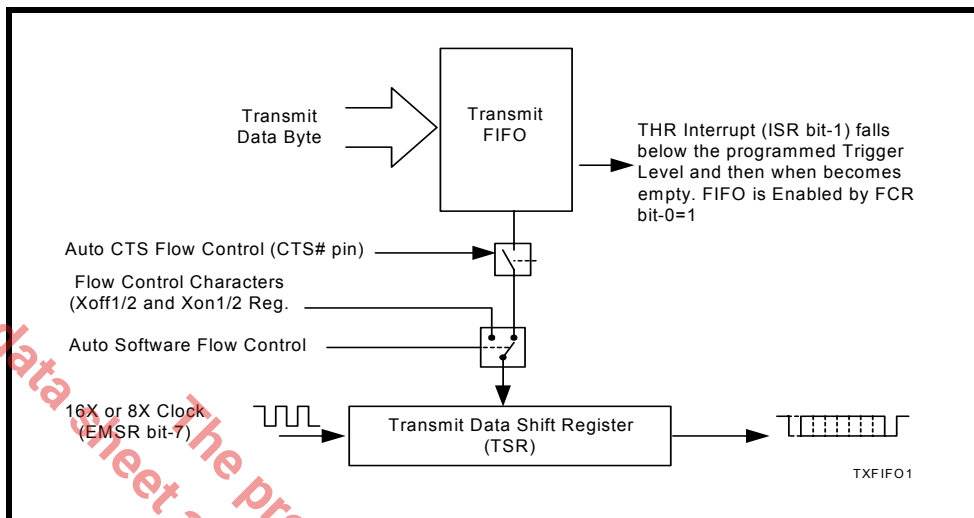 Transmit
Data Byte
Transmit
FIFO
THR Interrupt (ISR bit-1) falls
below the programmed Trigger
Level and then when becomes
empty. FIFO is Enabled by FCR
bit-0=1
Auto CTS Flow Control (CTS# pin)
Flow Control Characters
(Xoff1/2 and Xon1/2 Reg.
Auto Software Flow Control
16X or 8X Clock
(EMSR bit-7)
Transmit Data Shift Register
(TSR)
TXFIFO1
data sheet
The